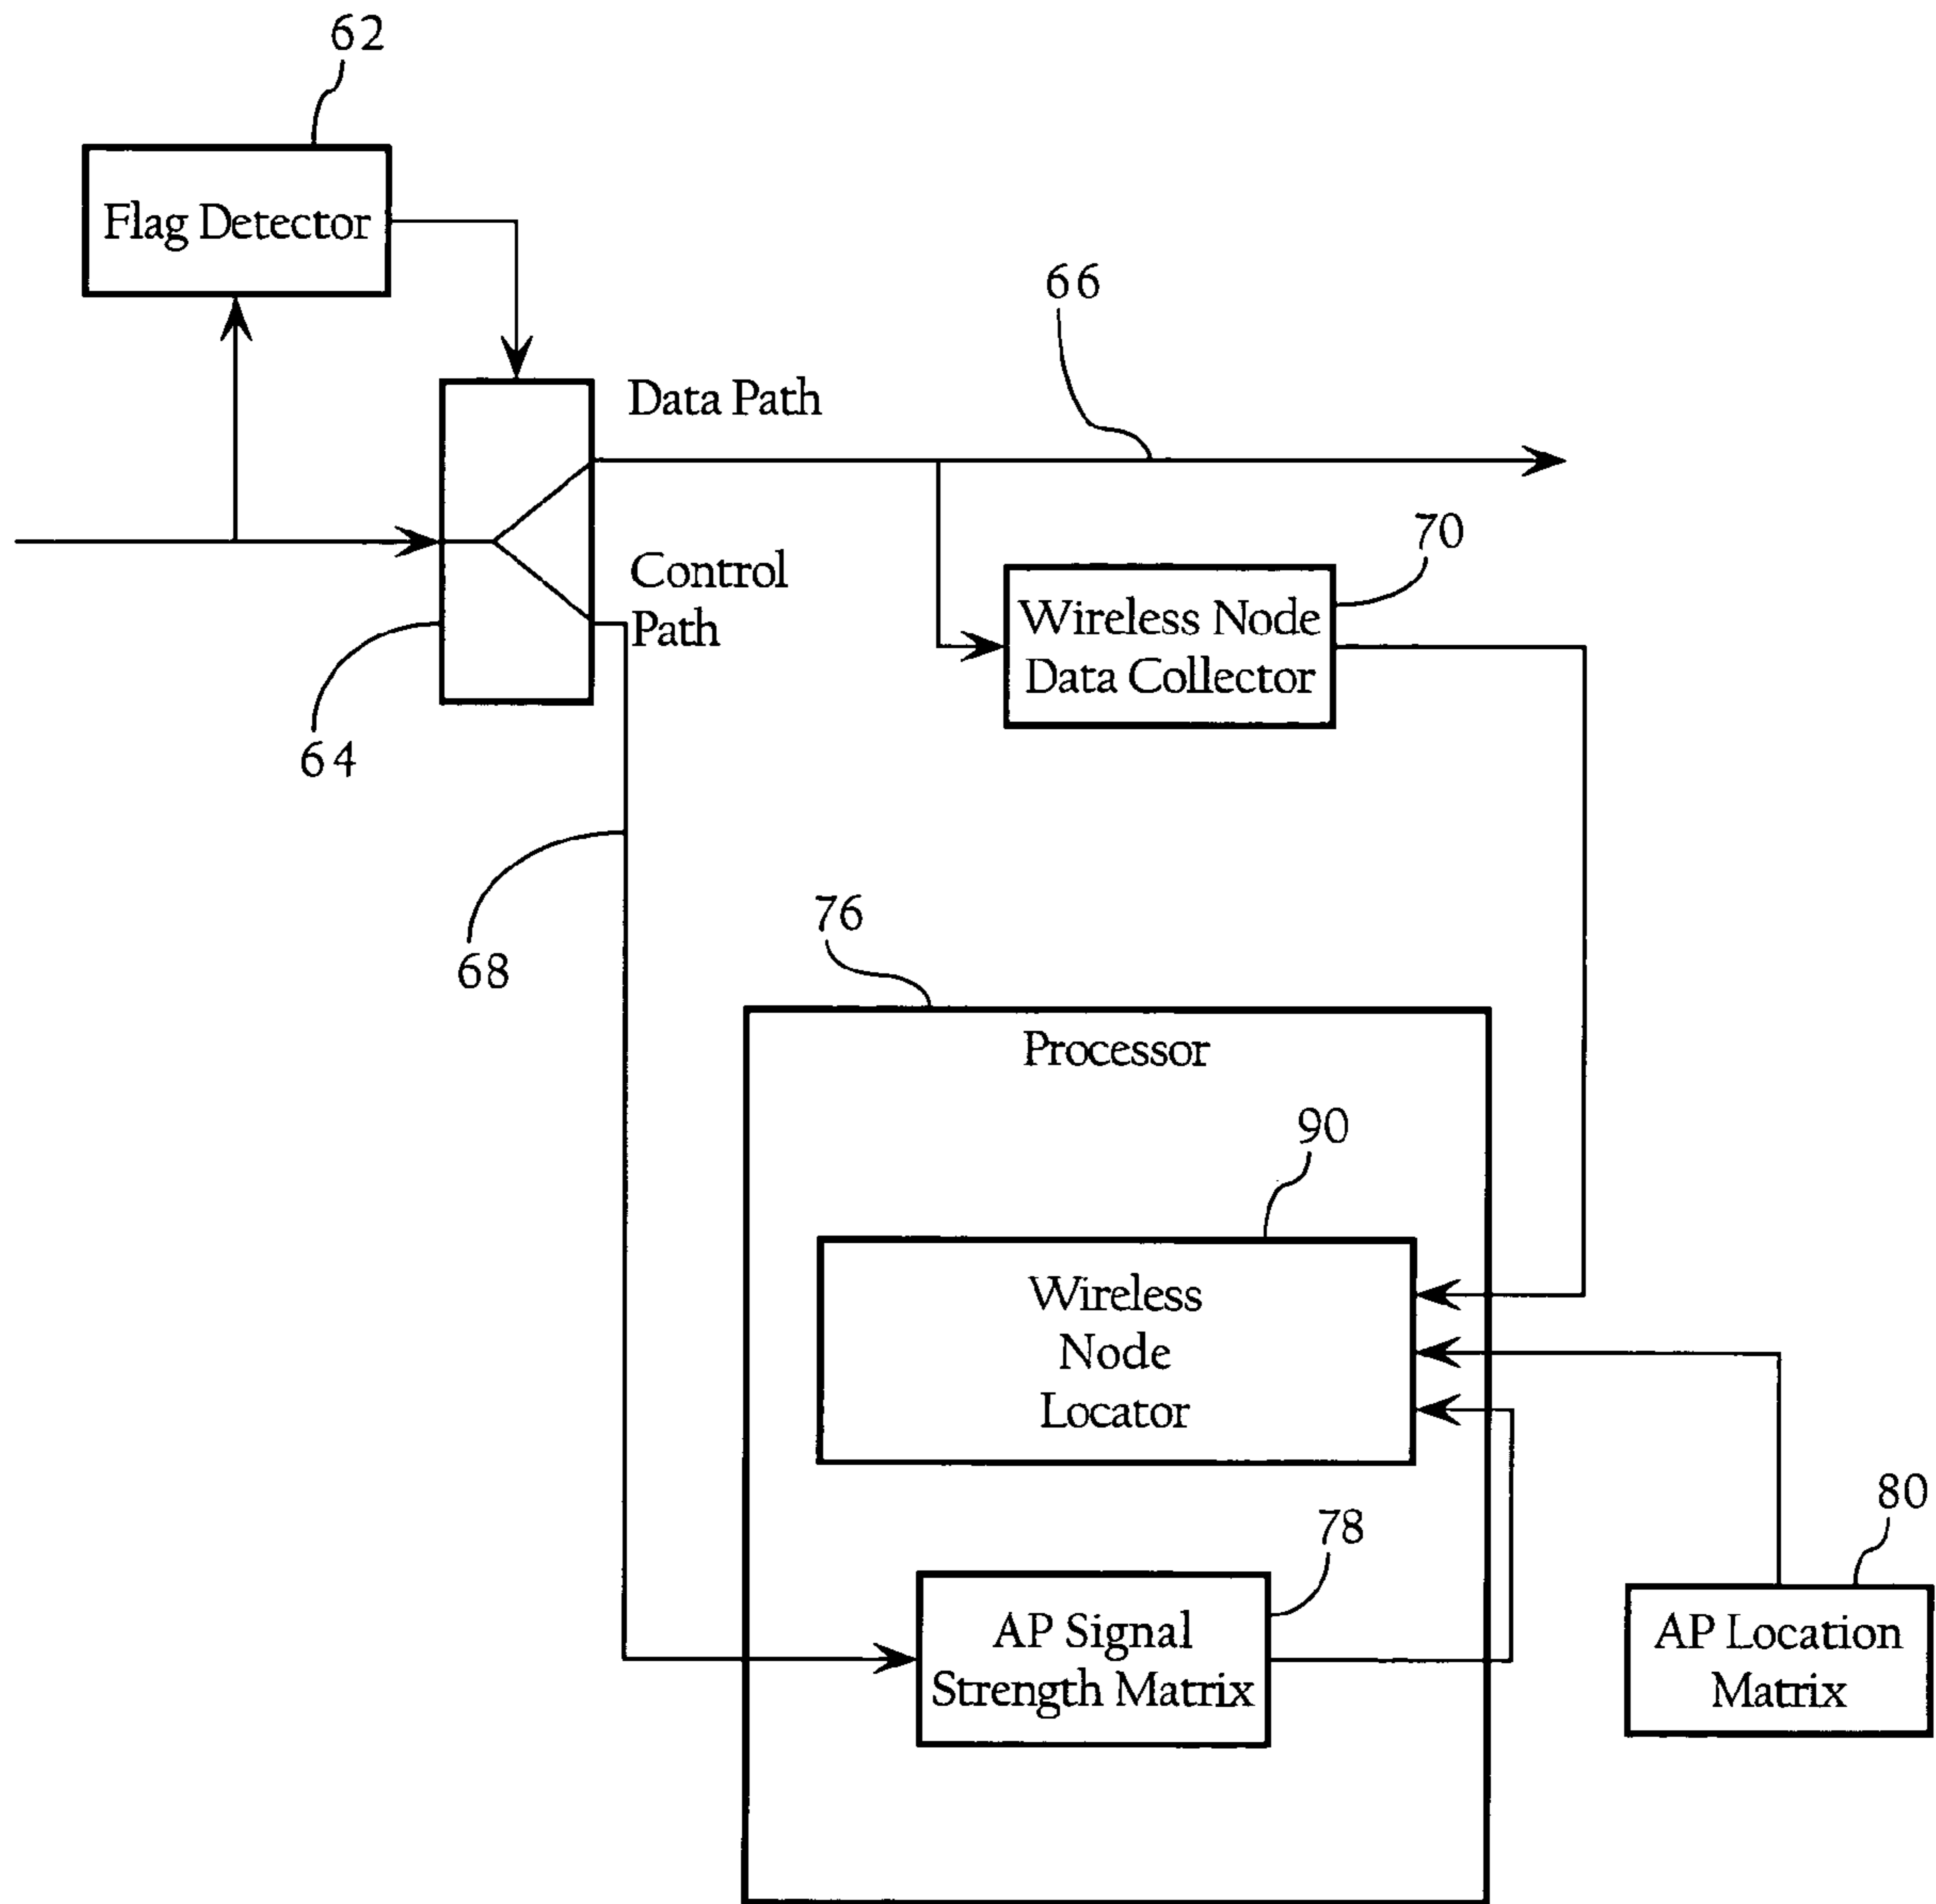 62
Flag Detector
66
Data Path
70
Control
Path
Wireless Node
Data Collector
64
76
68
Processor
90
Wireless
Node
Locator
80
78
AP Signal
Strength Matrix
AP Location
Matrix